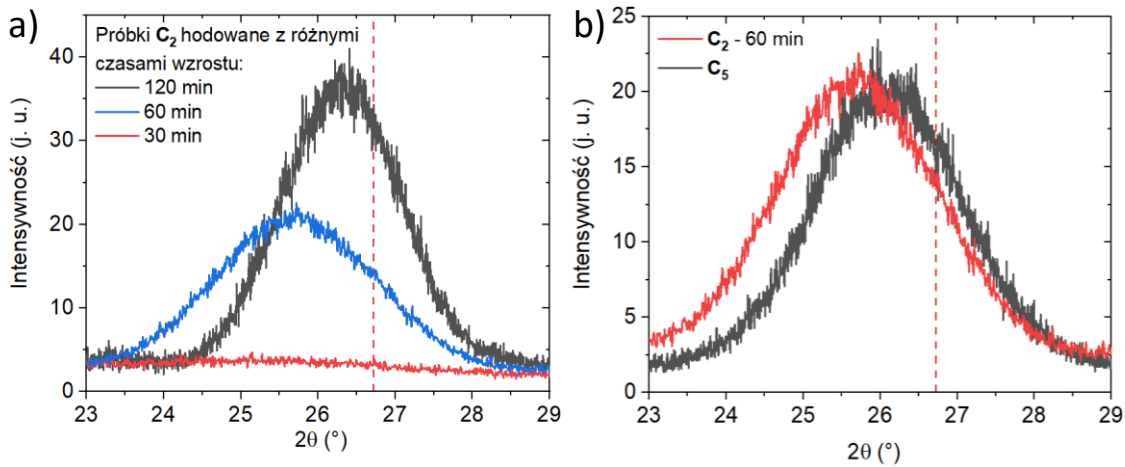 a)
Próbki C₂ hodowane z różnymi
czasami wzrostu:
120 min
60 min
30 min
Intensywność (j. u.)
40
30
20
10
0
23 24 25 26 27 28 29
2θ (°)
b)
C₂ - 60 min
C₅
Intensywność (j. u.)
25
20
15
10
5
0
23 24 25 26 27 28 29
2θ (°)